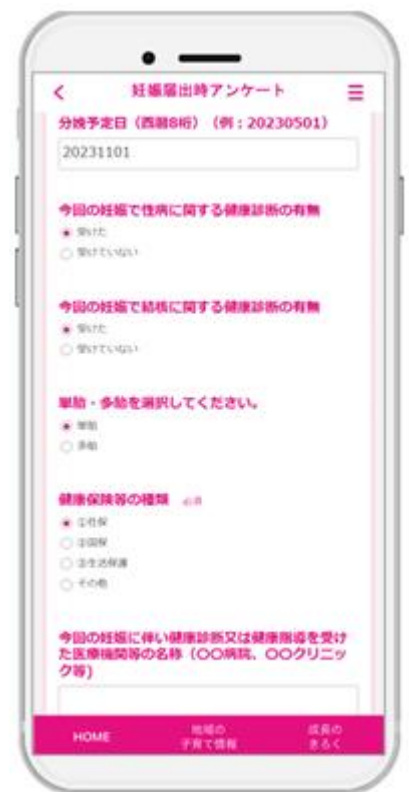 妊娠届出時アンケート
分娩予定日（西暦8桁）（例：20230501）
20231101
今回の妊娠で性病に関する健康診断の有無
受けた
受けていない
今回の妊娠で結核に関する健康診断の有無
受けた
受けていない
単胎・多胎を選択してください。
単胎
多胎
健康保険等の種類 必須
①社保
②国保
③生活保護
その他
今回の妊娠に伴い健康診断又は健康指導を受け
た医療機関等の名称（〇〇病院、〇〇クリニッ
ク等)
HOME
地域の
子育て情報
成長の
きろく